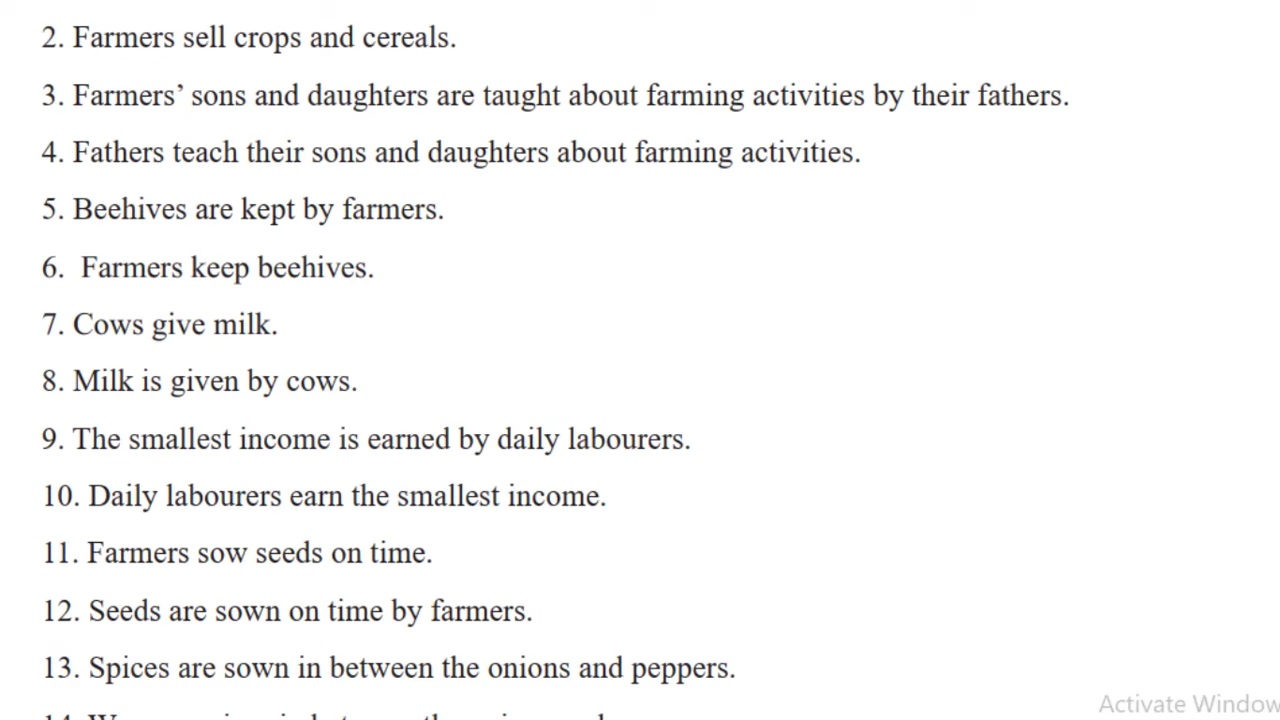 2. Farmers sell crops and cereals.
3. Farmers’ sons and daughters are taught about farming activities by their fathers.
4. Fathers teach their sons and daughters about farming activities.
5. Beehives are kept by farmers.
6. Farmers keep beehives.
7. Cows give milk.
8. Milk is given by cows.
9. The smallest income is earned by daily labourers.
10. Daily labourers earn the smallest income.
11. Farmers sow seeds on time.
12. Seeds are sown on time by farmers.
13. Spices are sown in between the onions and peppers.
14.
Activate Window